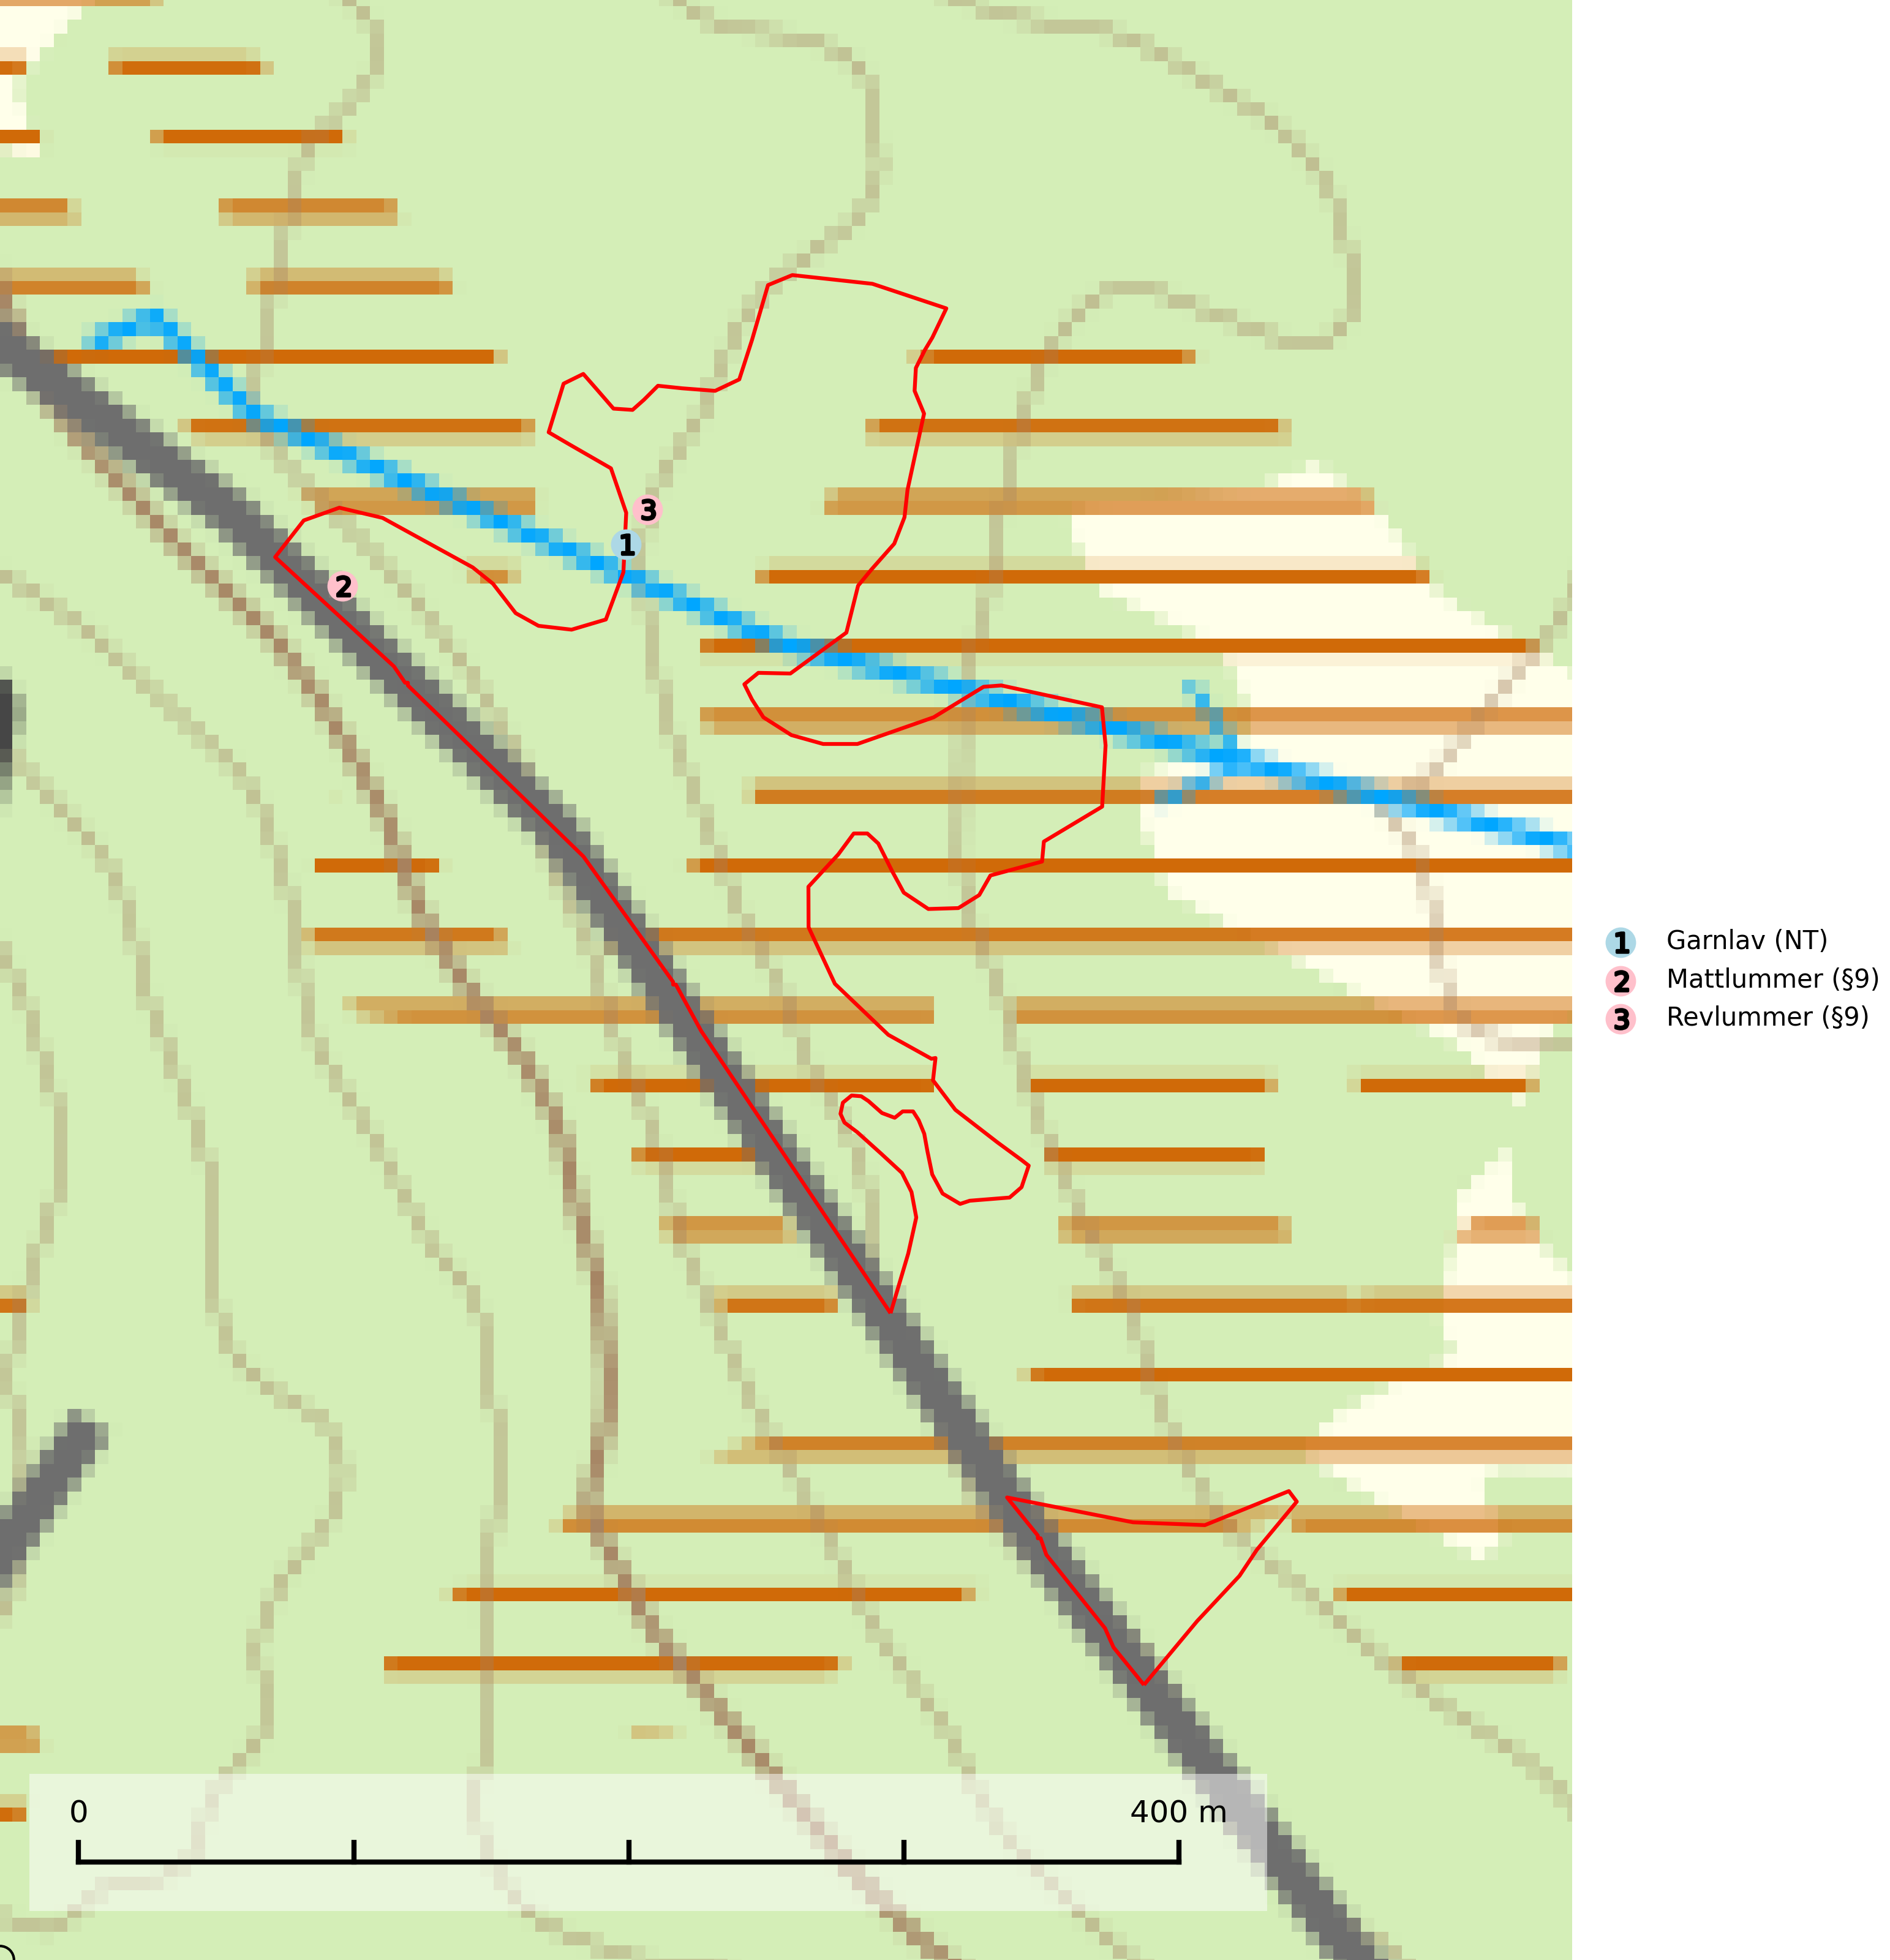 3
1
2
1 Garnlav (NT)
2 Mattlummer (§9)
3 Revlummer (§9)
0 400 m